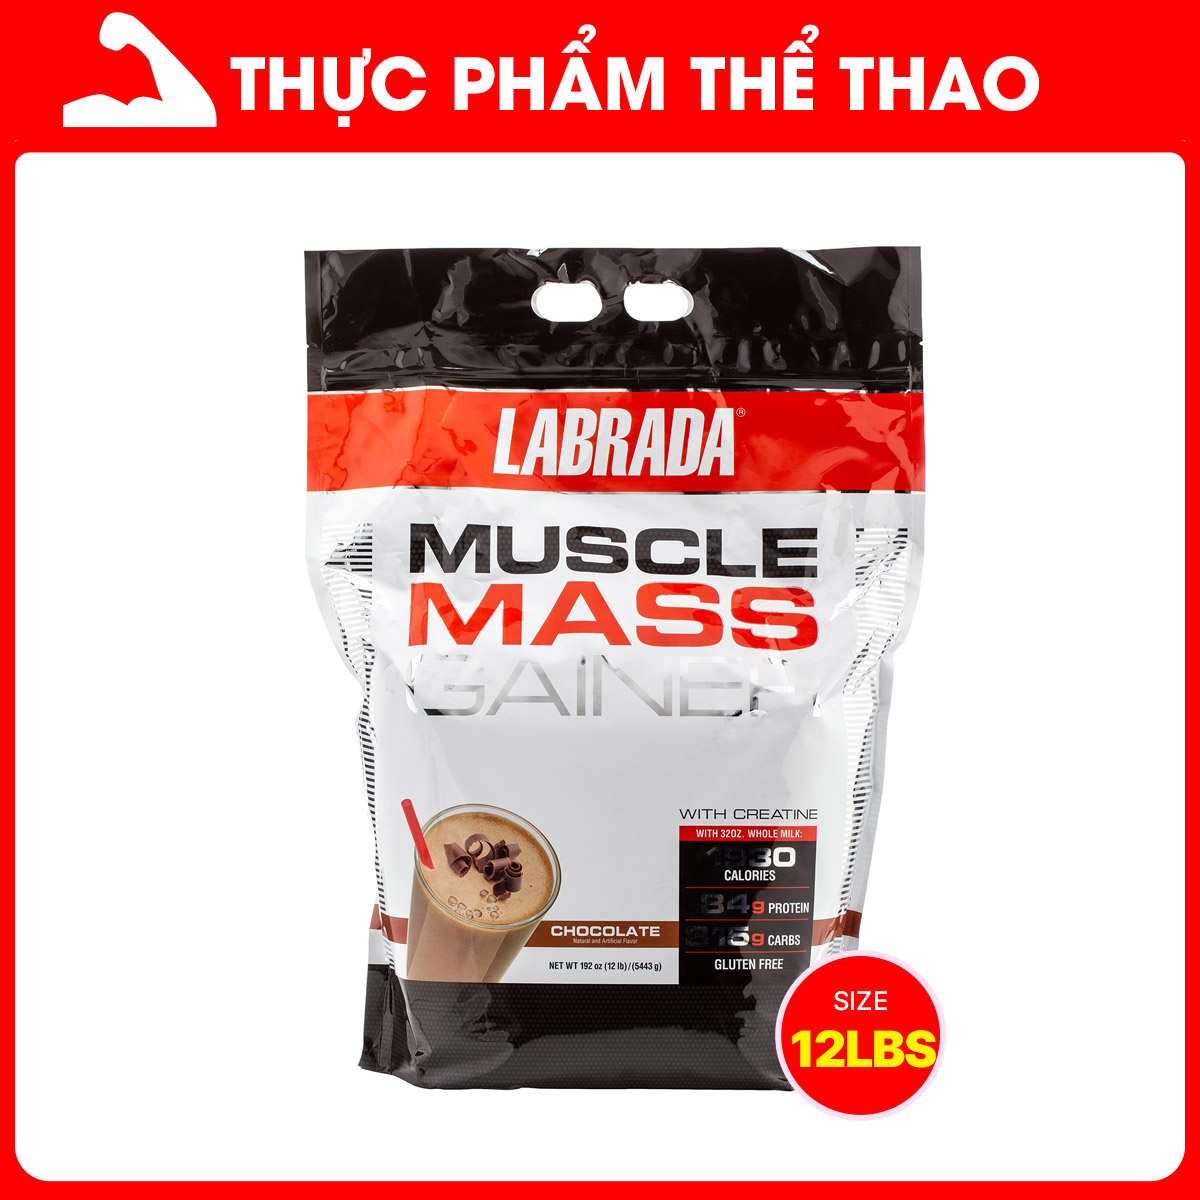 THỰC PHẨM THỂ THAO
LABRADA®
MUSCLE
MASS
GAINER
WITH CREATINE
WITH 32OZ. WHOLE MILK:
1930
CALORIES
84g PROTEIN
315g CARBS
GLUTEN FREE
CHOCOLATE
Natural and Artificial Flavor
NET WT 192 oz (12 lb)/(5443 g)
SIZE
12LBS